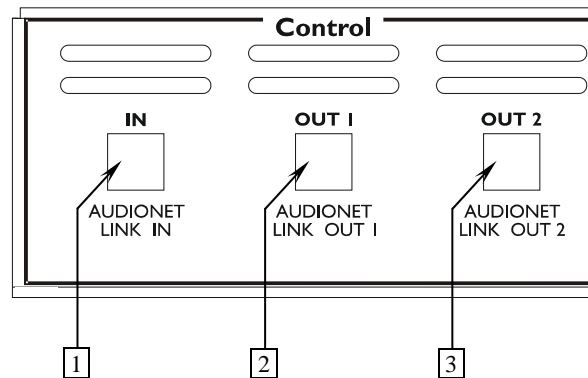 Control
IN
OUT 1
OUT 2
AUDIONET
LINK IN
AUDIONET
LINK OUT 1
AUDIONET
LINK OUT 2
1
2
3